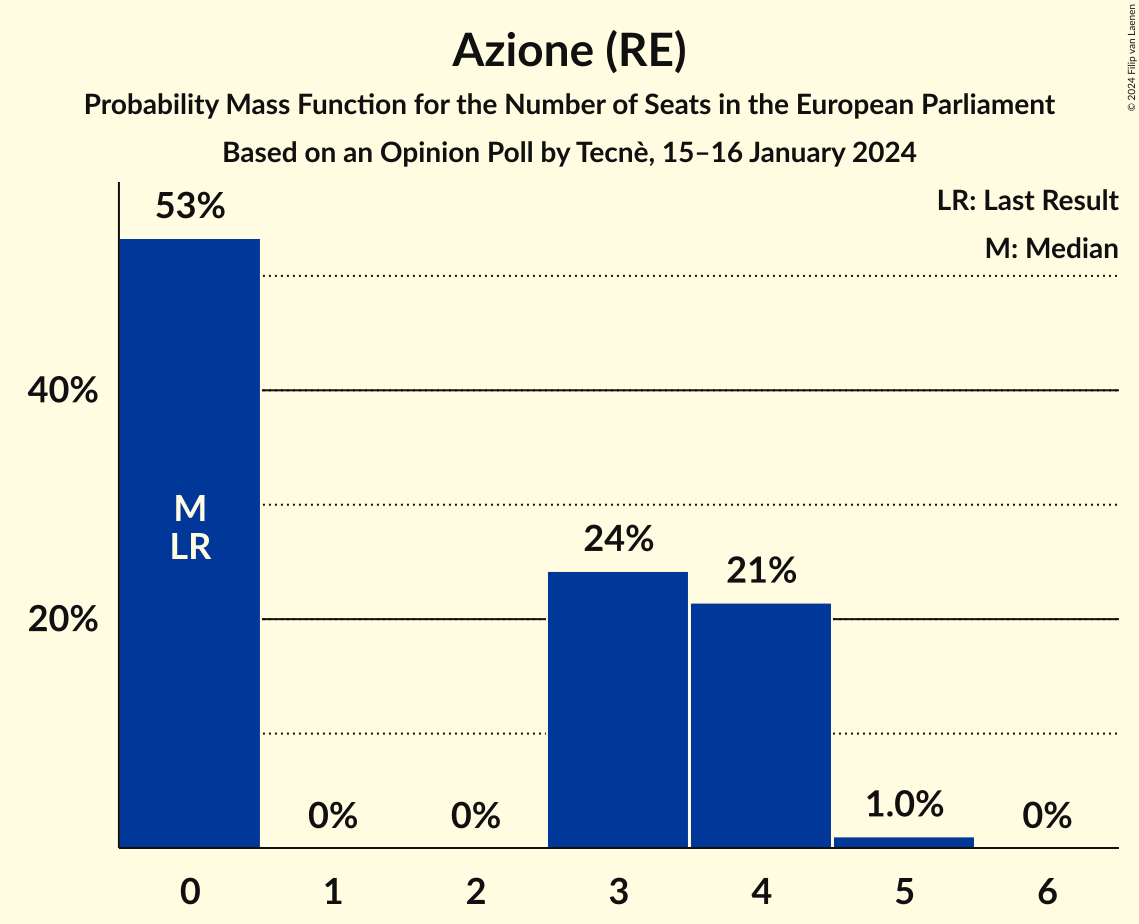 Azione (RE)
Probability Mass Function for the Number of Seats in the European Parliament
Based on an Opinion Poll by Tecnè, 15–16 January 2024
© 2024 Filip van Laenen
LR: Last Result
M: Median
53%
40%
M
LR
24%
21%
20%
0%
0%
1.0%
0%
0
1
2
3
4
5
6